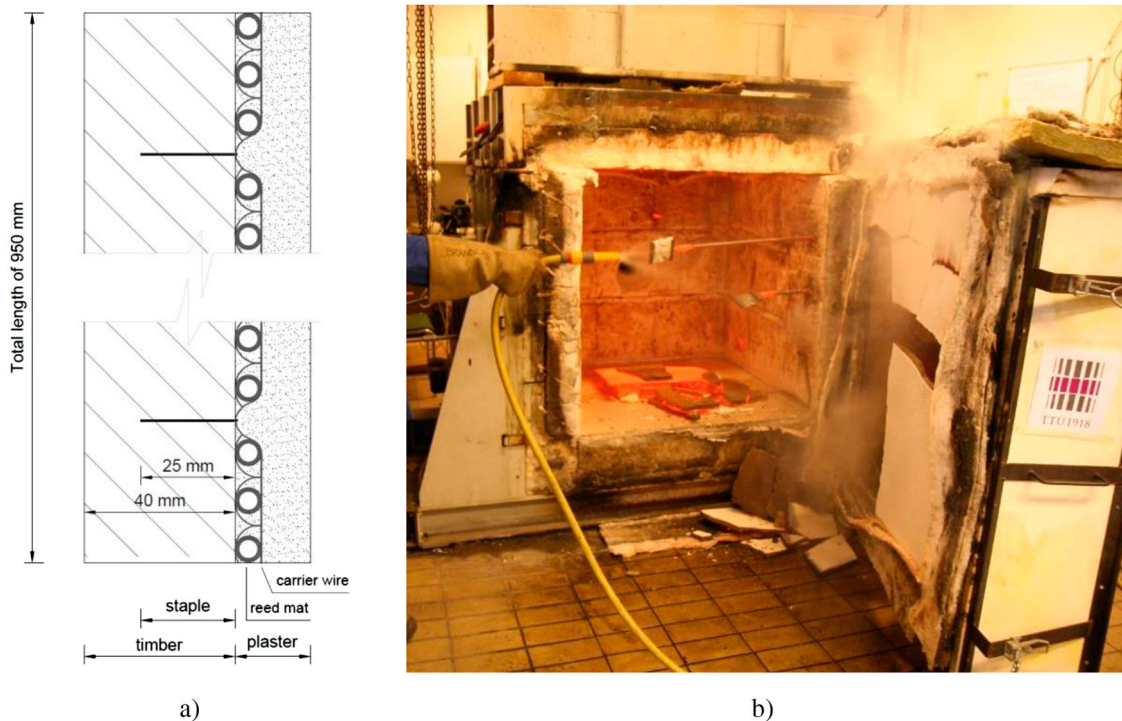 Total length of 950 mm
25 mm
40 mm
carrier wire
reed mat
staple
timber
plaster
TTÜ1918
a)
b)